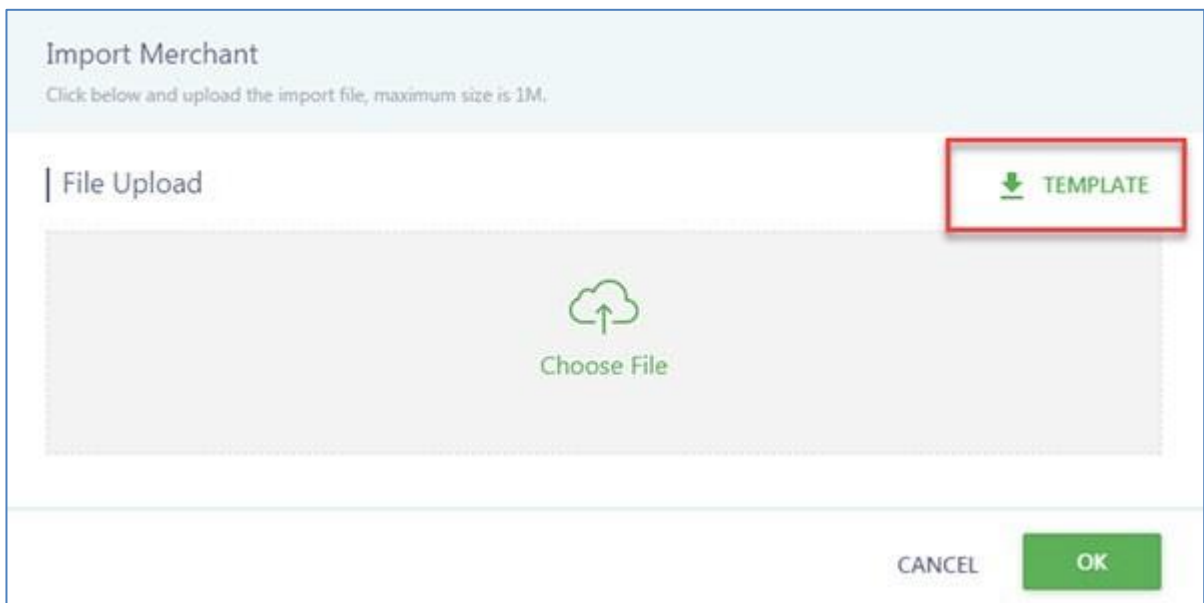 Import Merchant
Click below and upload the import file, maximum size is 1M.
File Upload
TEMPLATE
Choose File
CANCEL
OK